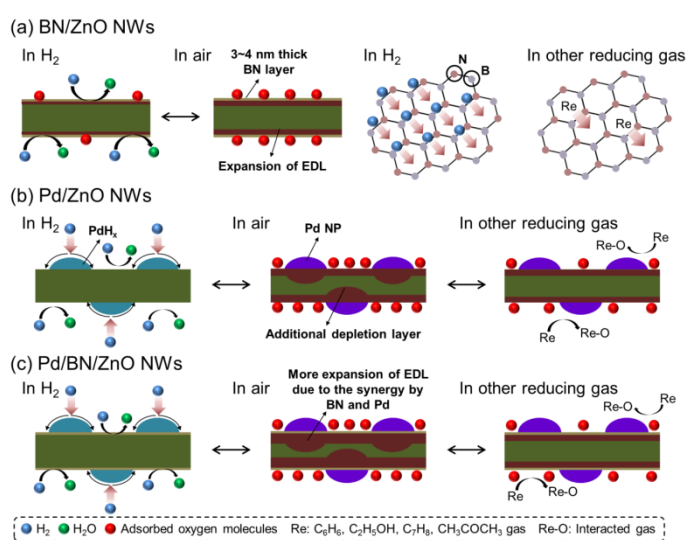 (a) BN/ZnO NWs
In H₂
In air
3~4 nm thick
BN layer
Expansion of EDL
In H₂
N
B
In other reducing gas
Re
Re
(b) Pd/ZnO NWs
In H₂
PdHₓ
In air
Pd NP
Additional depletion layer
In other reducing gas
Re-O
Re
Re
Re-O
(c) Pd/BN/ZnO NWs
In H₂
In air
More expansion of EDL
due to the synergy by
BN and Pd
In other reducing gas
Re-O
Re
Re
Re-O
H₂ H₂O Adsorbed oxygen molecules Re: C₆H₆, C₂H₅OH, C₇H₈, CH₃COCH₃ gas Re-O: Interacted gas